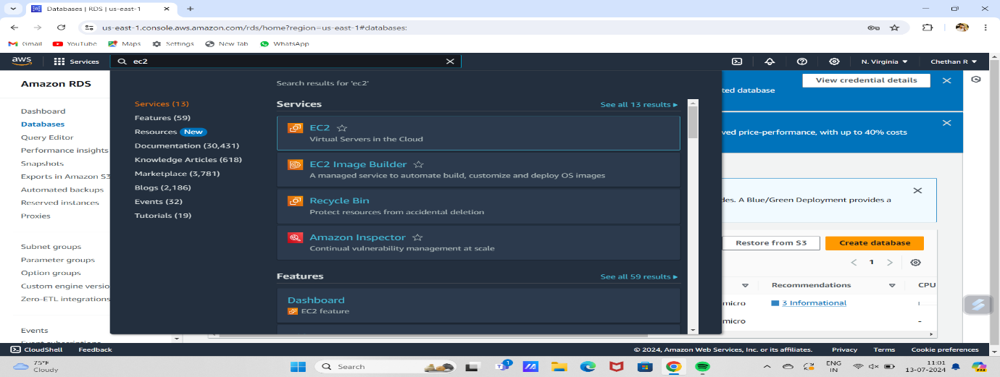 Databases | RDS | us-east-1
us-east-1.console.aws.amazon.com/rds/home?region=us-east-1#databases:
Gmail YouTube Maps Settings New Tab WhatsApp
aws Services ec2 N. Virginia Chethan R
Amazon RDS
Dashboard
Databases
Query Editor
Performance insights
Snapshots
Exports in Amazon S3
Automated backups
Reserved instances
Proxies
Subnet groups
Parameter groups
Option groups
Custom engine versio
Zero-ETL integrations
Events
Search results for 'ec2'
Services (13)
Features (59)
Resources New
Documentation (30,431)
Knowledge Articles (618)
Marketplace (3,781)
Blogs (2,186)
Events (32)
Tutorials (19)
Services See all 13 results
EC2
Virtual Servers in the Cloud
EC2 Image Builder
A managed service to automate build, customize and deploy OS images
Recycle Bin
Protect resources from accidental deletion
Amazon Inspector
Continual vulnerability management at scale
Features See all 59 results
Dashboard
EC2 feature
View credential details
ted database
ved price-performance, with up to 40% costs
des. A Blue/Green Deployment provides a
Restore from S3 Create database
1
Recommendations CPU
micro 3 Informational
micro -
CloudShell Feedback © 2024, Amazon Web Services, Inc. or its affiliates. Privacy Terms Cookie preferences
75°F
Cloudy
Search
1
ENG
IN
11:01
13-07-2024